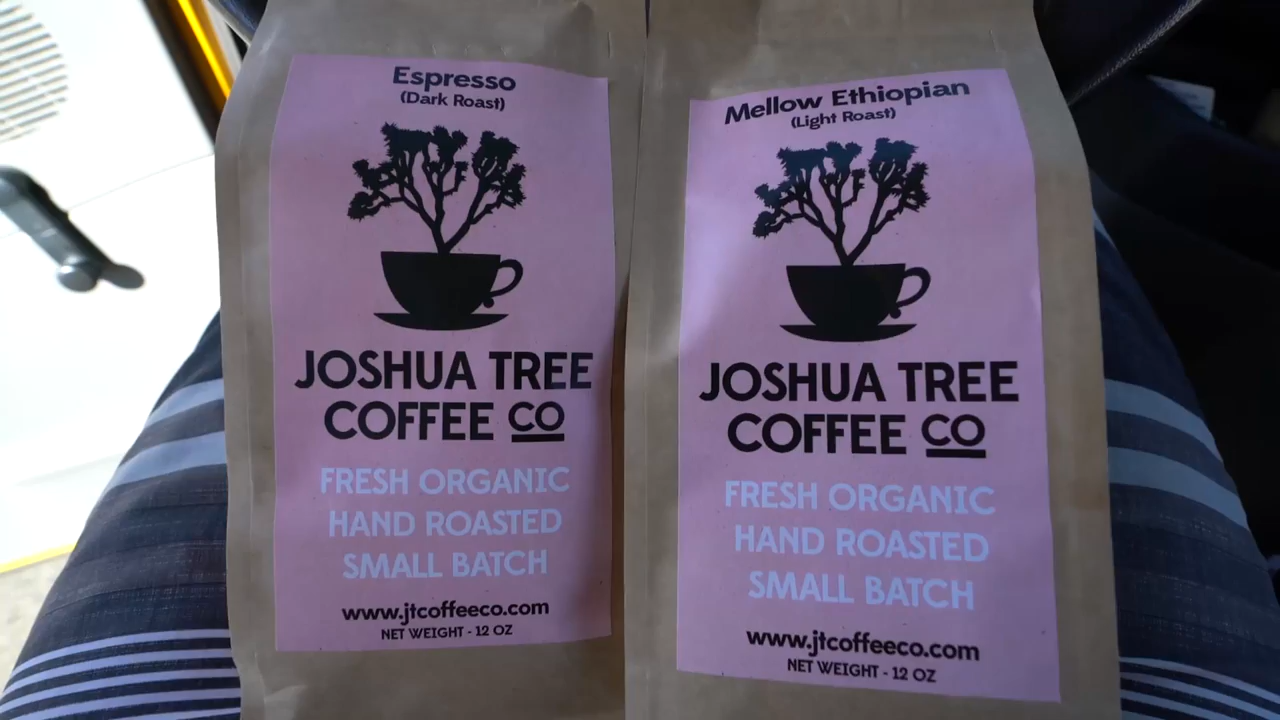 Espresso
(Dark Roast)
JOSHUA TREE
COFFEE CO
FRESH ORGANIC
HAND ROASTED
SMALL BATCH
www.jtcoffeeco.com
NET WEIGHT - 12 OZ
Mellow Ethiopian
(Light Roast)
JOSHUA TREE
COFFEE CO
FRESH ORGANIC
HAND ROASTED
SMALL BATCH
www.jtcoffeeco.com
NET WEIGHT - 12 OZ